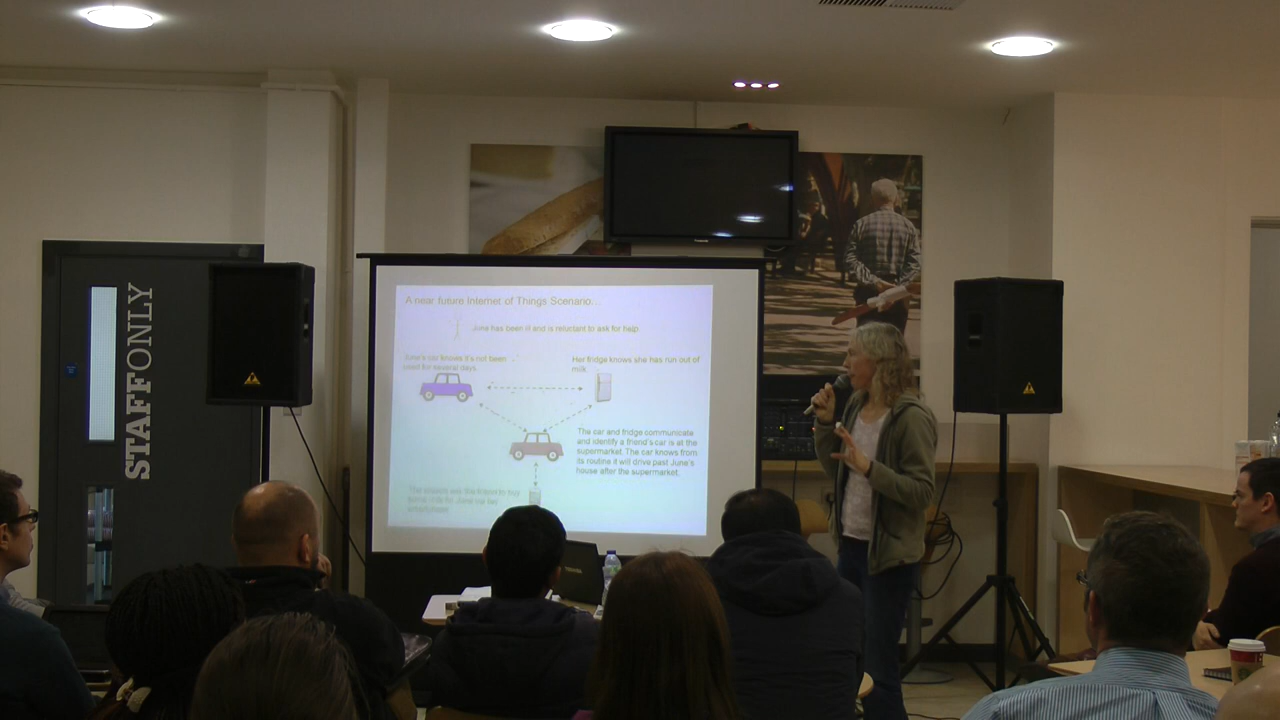 STAFFONLY
A near future Internet of Things Scenario...
June has been ill and is reluctant to ask for help
June's car knows it's not been
used for several days
Her fridge knows she has run out of
milk
The car and fridge communicate
and identify a friend's car is at the
supermarket. The car knows from
its routine it will drive past June's
house after the supermarket.
TOSHIBA